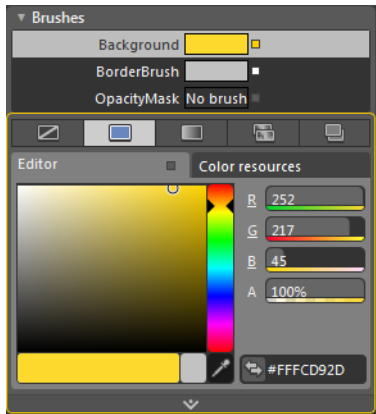 Brushes
Background
BorderBrush
OpacityMask No brush
Editor Color resources
R 252
G 217
B 45
A 100%
#FFFCD92D